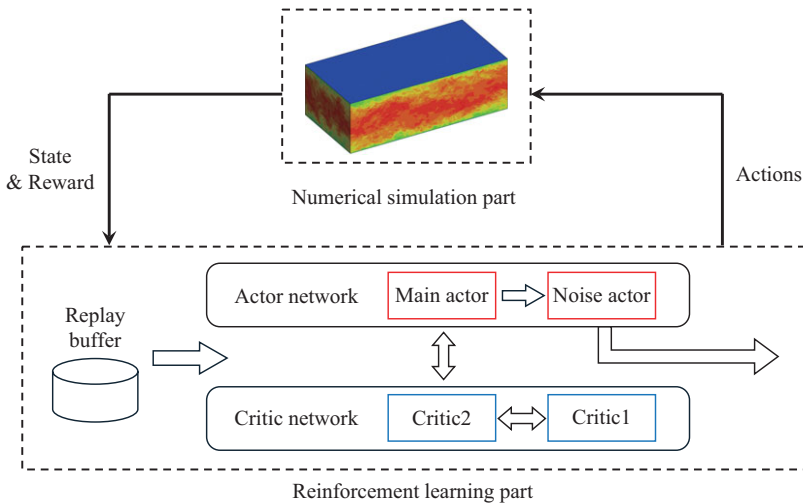 State
& Reward
Numerical simulation part
Actions
Actor network
Main actor
Noise actor
Replay
buffer
Critic network
Critic2
Critic1
Reinforcement learning part